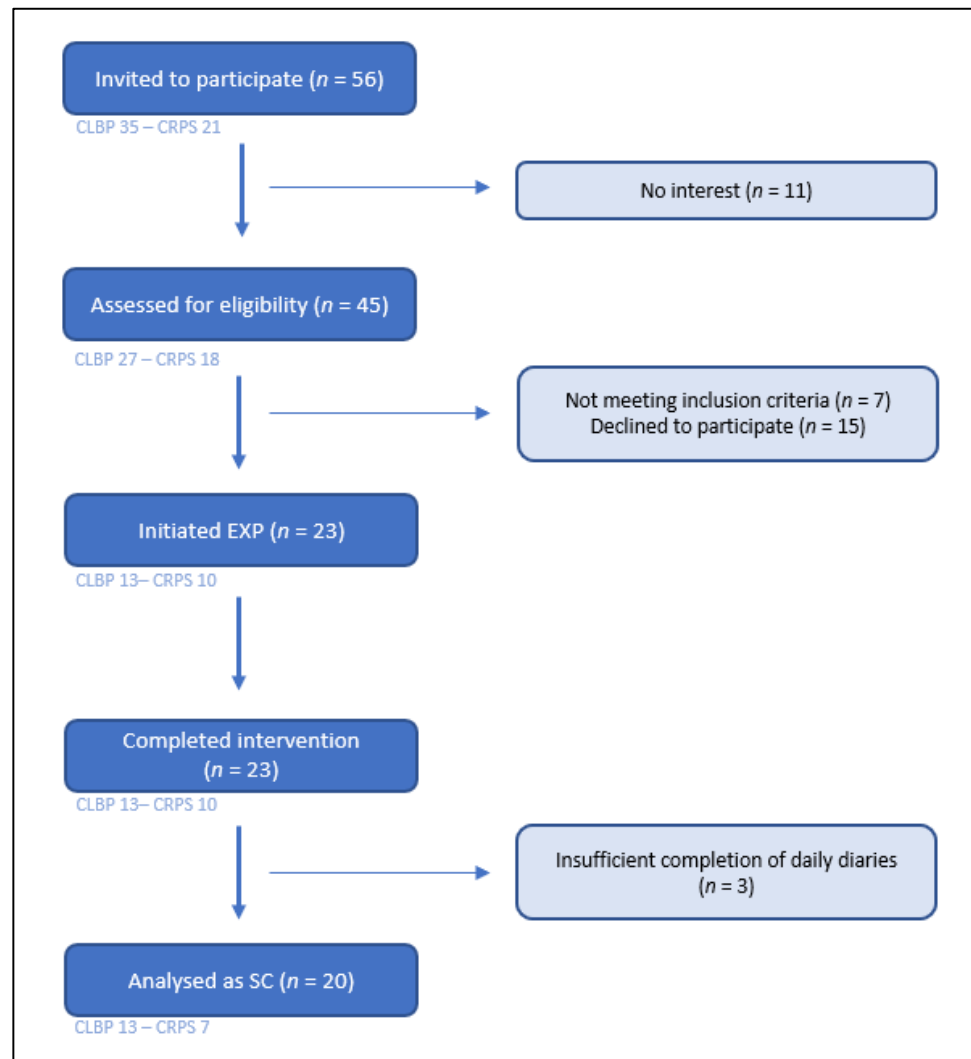 Invited to participate (n = 56)
CLBP 35 – CRPS 21
No interest (n = 11)
Assessed for eligibility (n = 45)
CLBP 27 – CRPS 18
Not meeting inclusion criteria (n = 7)
Declined to participate (n = 15)
Initiated EXP (n = 23)
CLBP 13– CRPS 10
Completed intervention
(n = 23)
CLBP 13– CRPS 10
Insufficient completion of daily diaries
(n = 3)
Analysed as SC (n = 20)
CLBP 13 – CRPS 7